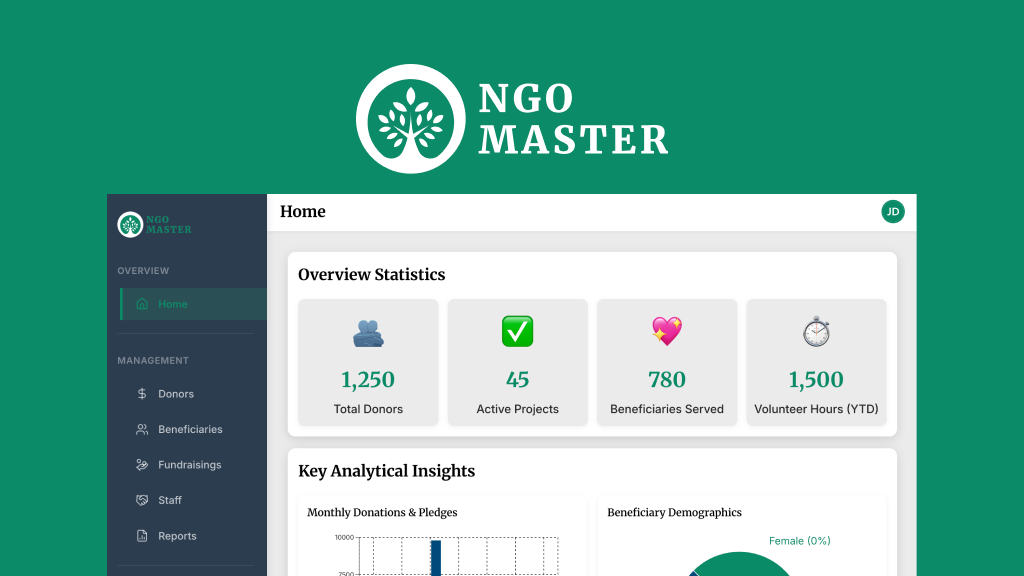 NGO
MASTER
NGO
MASTER
OVERVIEW
Home
MANAGEMENT
Donors
Beneficiaries
Fundraisings
Staff
Reports
Home
JD
Overview Statistics
1,250
Total Donors
45
Active Projects
780
Beneficiaries Served
1,500
Volunteer Hours (YTD)
Key Analytical Insights
Monthly Donations & Pledges
10000
7500
Beneficiary Demographics
Female (0%)